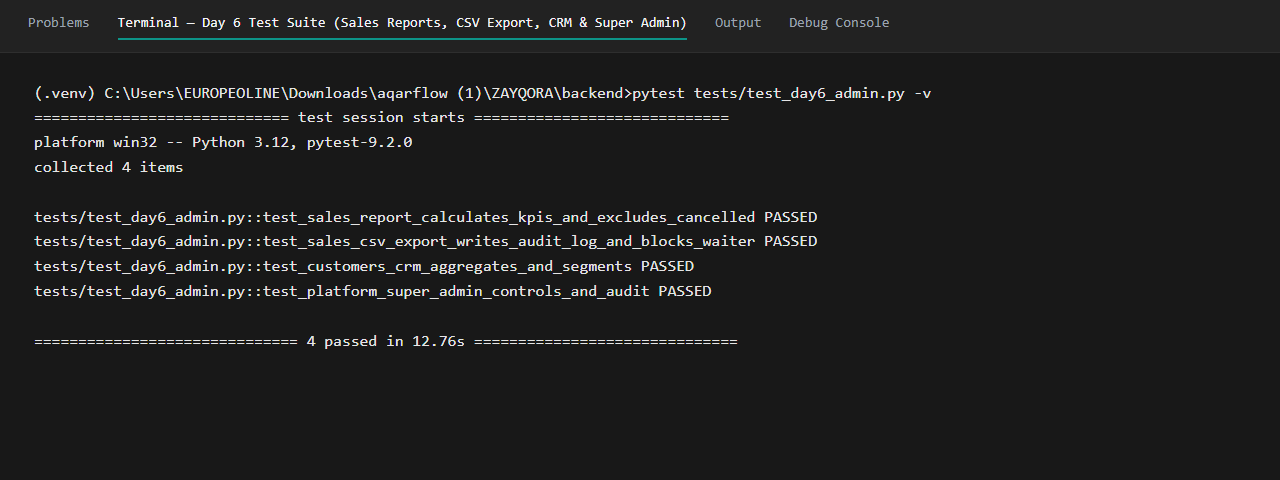 Problems Terminal — Day 6 Test Suite (Sales Reports, CSV Export, CRM & Super Admin) Output Debug Console
(.venv) C:\Users\EUROPEOLINE\Downloads\aqarflow (1)\ZAYQORA\backend>pytest tests/test_day6_admin.py -v
============================= test session starts =============================
platform win32 -- Python 3.12, pytest-9.2.0
collected 4 items
tests/test_day6_admin.py::test_sales_report_calculates_kpis_and_excludes_cancelled PASSED
tests/test_day6_admin.py::test_sales_csv_export_writes_audit_log_and_blocks_waiter PASSED
tests/test_day6_admin.py::test_customers_crm_aggregates_and_segments PASSED
tests/test_day6_admin.py::test_platform_super_admin_controls_and_audit PASSED
============================== 4 passed in 12.76s ==============================